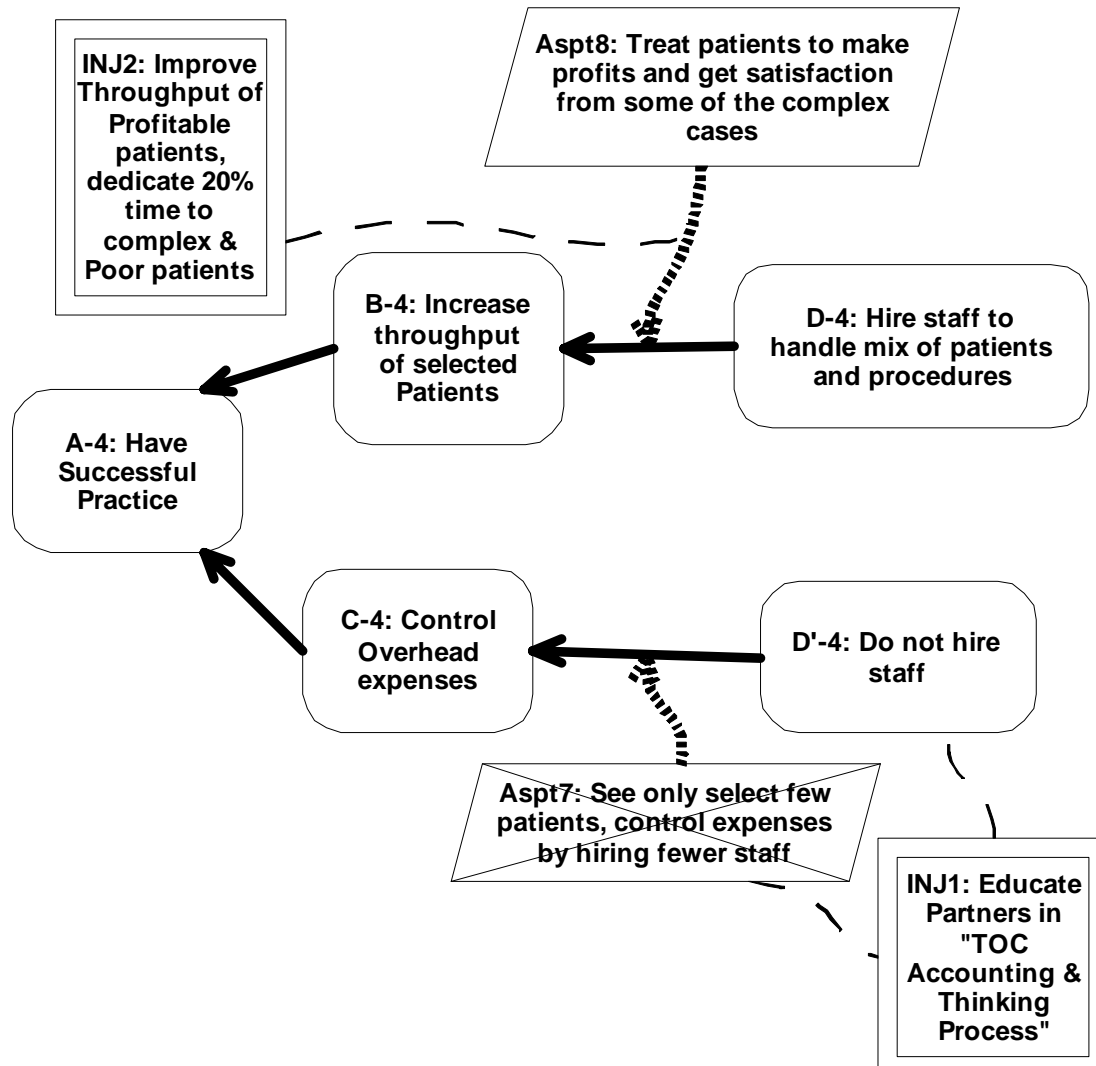 INJ2: Improve
Throughput of
Profitable
patients,
dedicate 20%
time to
complex &
Poor patients
Aspt8: Treat patients to make
profits and get satisfaction
from some of the complex
cases
B-4: Increase
throughput
of selected
Patients
D-4: Hire staff to
handle mix of patients
and procedures
A-4: Have
Successful
Practice
C-4: Control
Overhead
expenses
D'-4: Do not hire
staff
Aspt7: See only select few
patients, control expenses
by hiring fewer staff
INJ1: Educate
Partners in
"TOC
Accounting &
Thinking
Process"